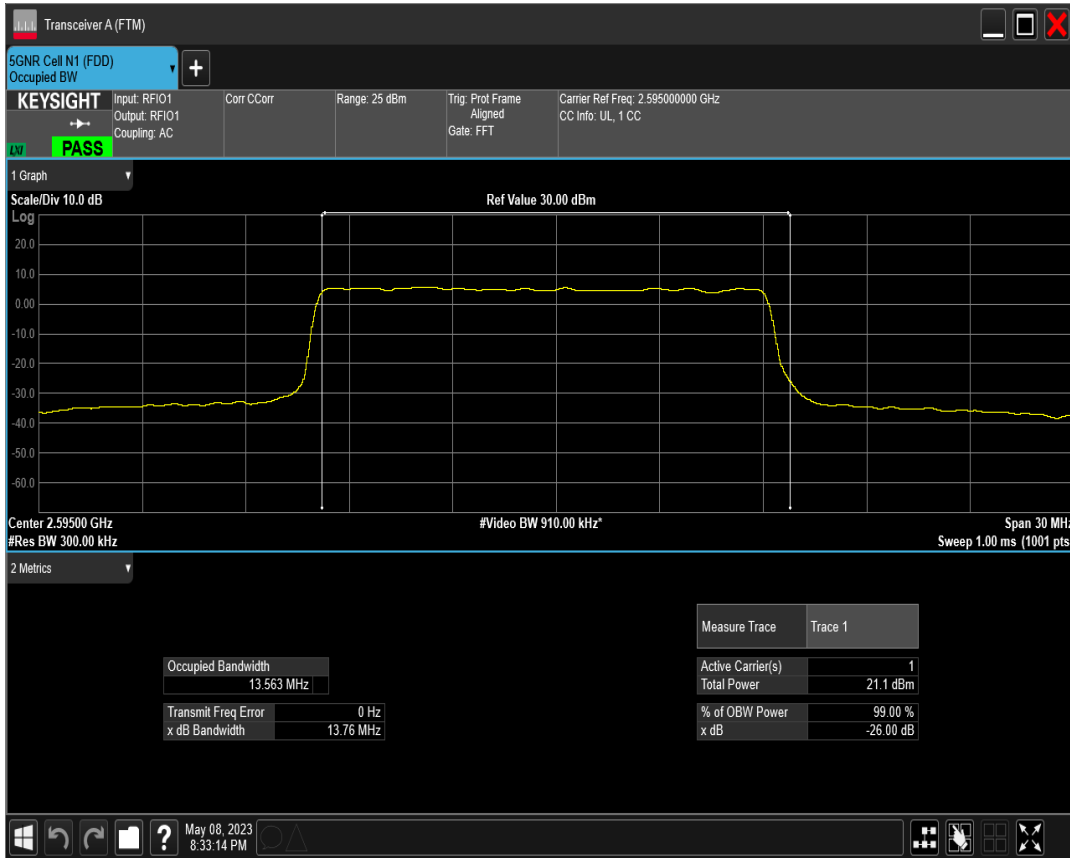 Transceiver A (FTM)
5GNR Cell N1 (FDD)
Occupied BW
+
KEYSIGHT
LXI
PASS
Input: RFIO1
Output: RFIO1
Coupling: AC
Corr CCorr
Range: 25 dBm
Trig: Prot Frame
Aligned
Gate: FFT
Carrier Ref Freq: 2.595000000 GHz
CC Info: UL, 1 CC
1 Graph
Scale/Div 10.0 dB
Ref Value 30.00 dBm
Log
20.0
10.0
0.00
-10.0
-20.0
-30.0
-40.0
-50.0
-60.0
Center 2.59500 GHz
#Video BW 910.00 kHz*
Span 30 MHz
#Res BW 300.00 kHz
Sweep 1.00 ms (1001 pts
2 Metrics
Measure Trace Trace 1
Occupied Bandwidth
13.563 MHz
Active Carrier(s) 1
Total Power 21.1 dBm
Transmit Freq Error 0 Hz
x dB Bandwidth 13.76 MHz
% of OBW Power 99.00 %
x dB -26.00 dB
?
May 08, 2023
8:33:14 PM